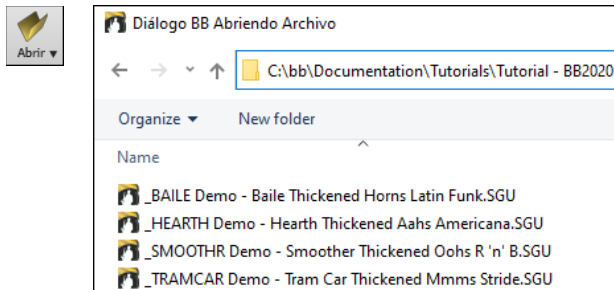 Abrir
Diálogo BB Abriendo Archivo
C:\bb\Documentation\Tutorials\Tutorial - BB2020
Organize
New folder
Name
_BAILE Demo - Baile Thickened Horns Latin Funk.SGU
_HEARTH Demo - Hearth Thickened Aahs Americana.SGU
_SMOOTHR Demo - Smoother Thickened Oohs R 'n' B.SGU
_TRAMCAR Demo - Tram Car Thickened Mmms Stride.SGU